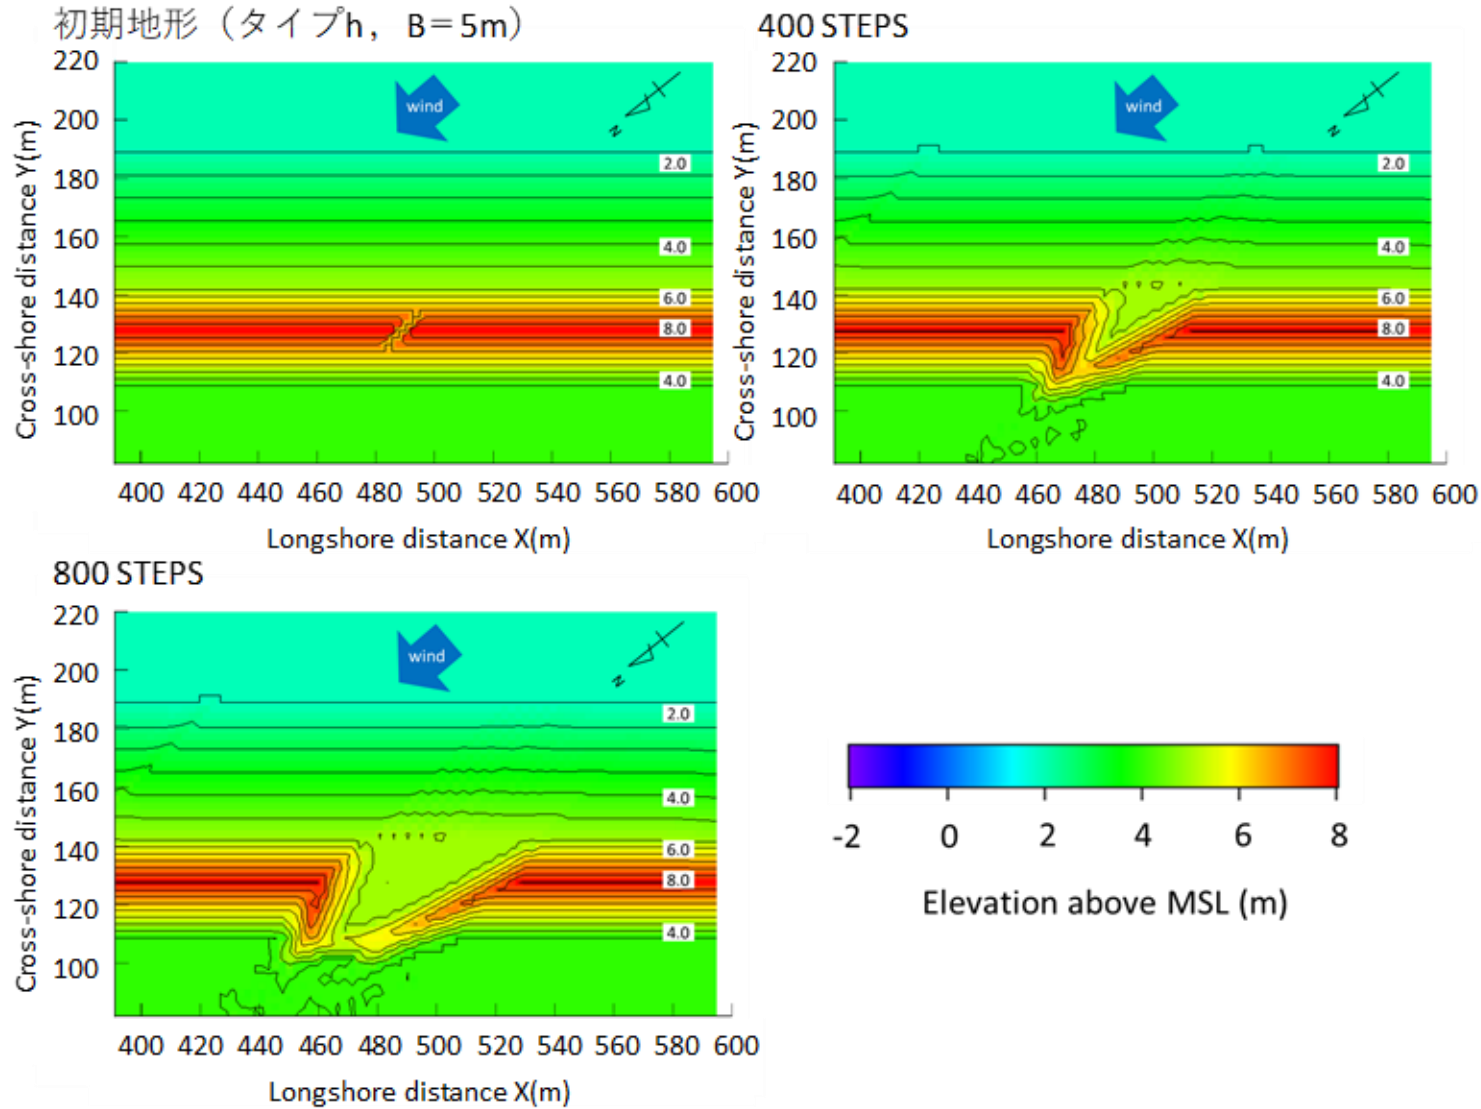 初期地形（タイプh， B＝5m）
220
200
180
160
140
120
100
Cross-shore distance Y(m)
wind
N
2.0
4.0
6.0
8.0
4.0
400 420 440 460 480 500 520 540 560 580 600
Longshore distance X(m)
400 STEPS
220
200
180
160
140
120
100
Cross-shore distance Y(m)
wind
N
2.0
4.0
6.0
8.0
4.0
400 420 440 460 480 500 520 540 560 580 600
Longshore distance X(m)
800 STEPS
220
200
180
160
140
120
100
Cross-shore distance Y(m)
wind
N
2.0
4.0
6.0
8.0
4.0
400 420 440 460 480 500 520 540 560 580 600
Longshore distance X(m)
-2 0 2 4 6 8
Elevation above MSL (m)